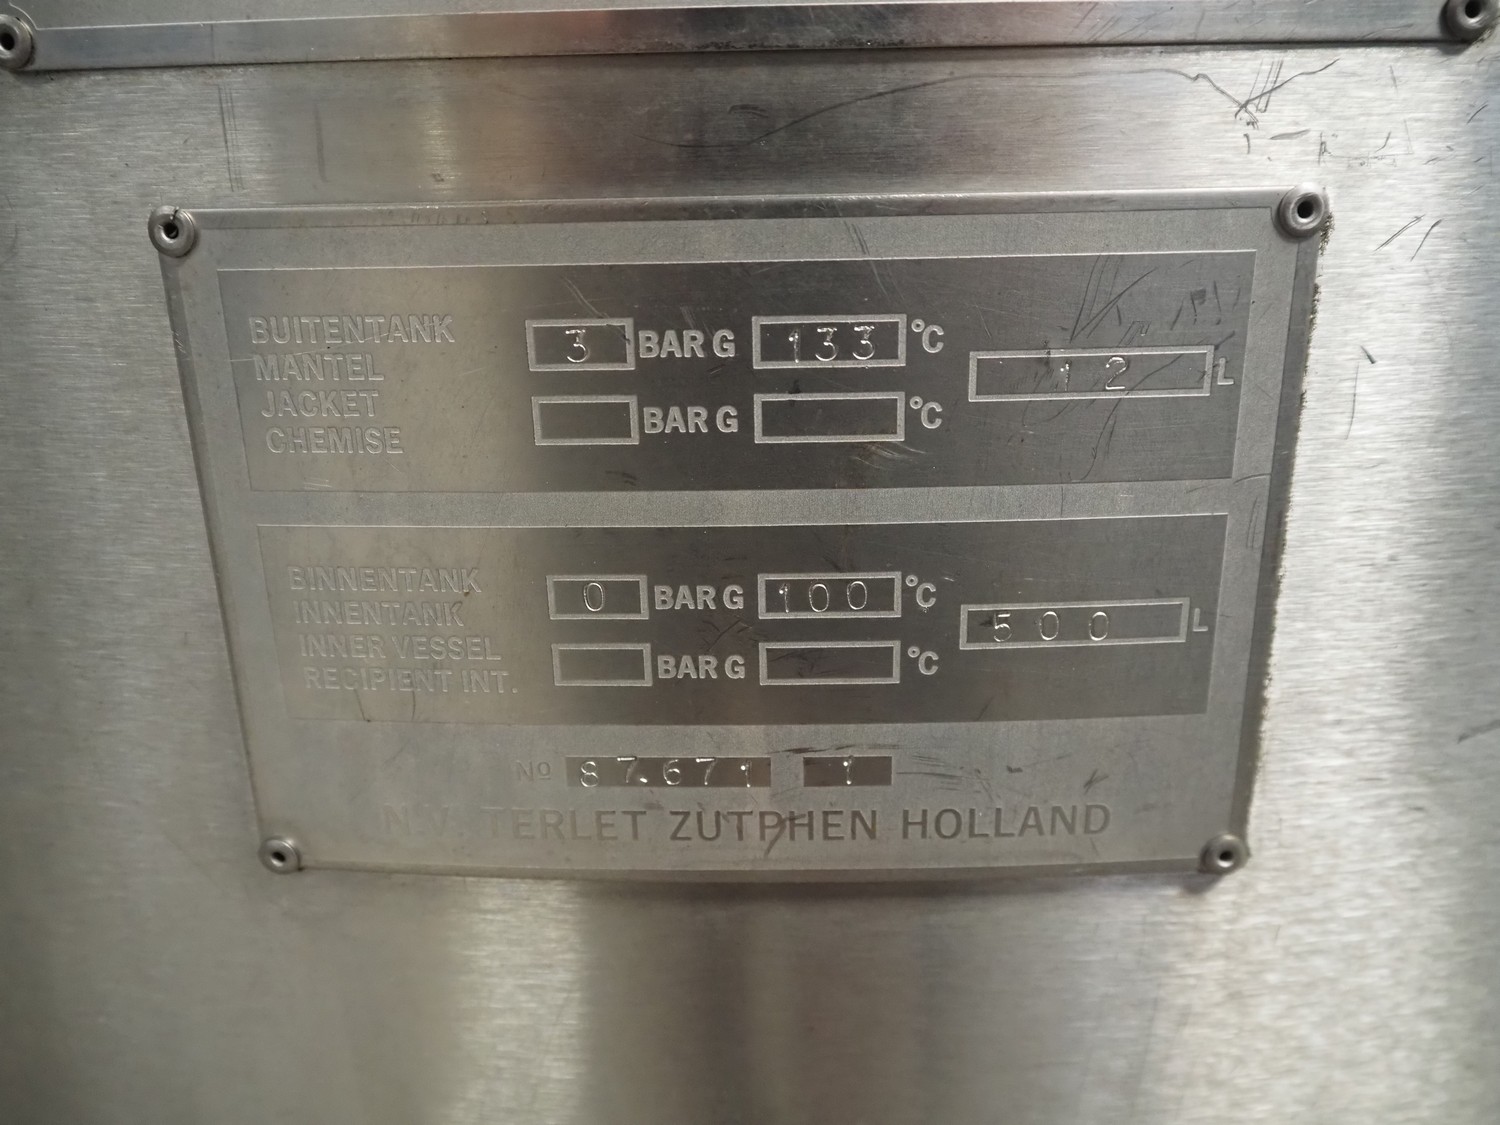 BUITENTANK
MANTEL
JACKET
CHEMISE
3 BAR G 133 °C
12 L
BAR G °C
BINNENTANK
INNENTANK
INNER VESSEL
RECIPIENT INT.
0 BAR G 100 °C
500 L
BAR G °C
Nº 87.671 1
N.V. TERLET ZUTPHEN HOLLAND